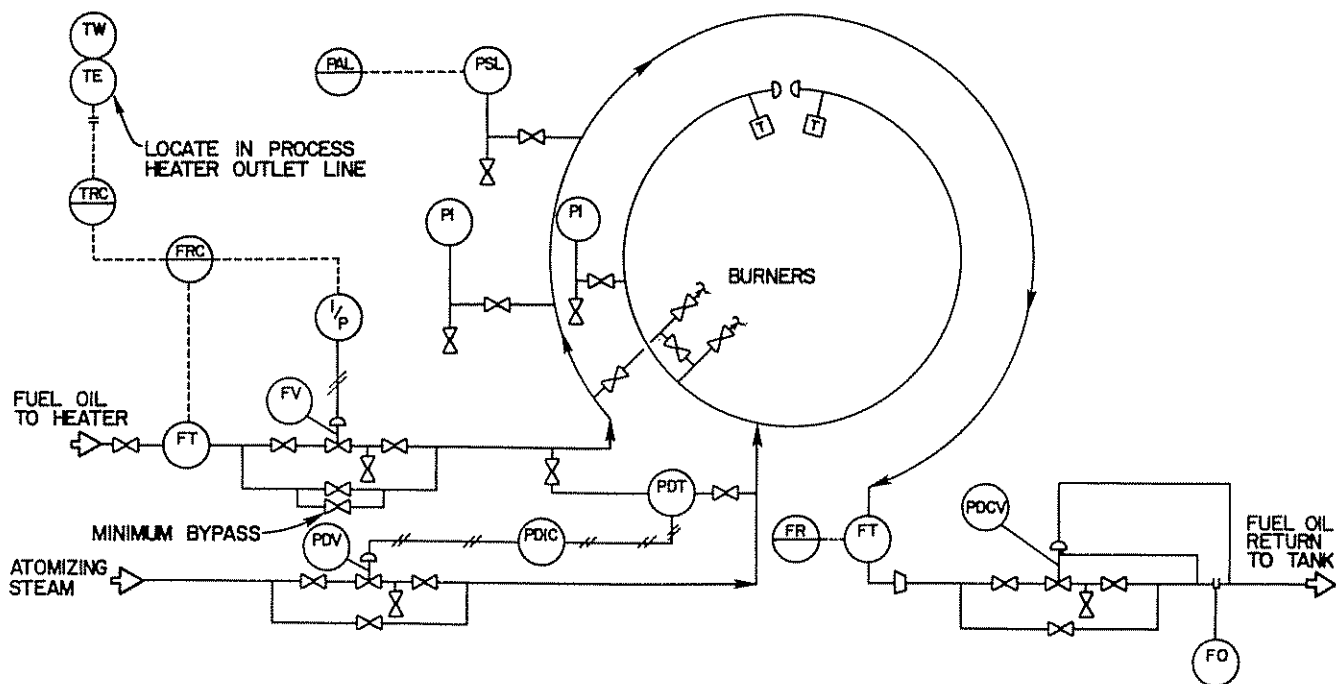 TW
TE
LOCATE IN PROCESS
HEATER OUTLET LINE
TRC
FRC
I/P
PAL
PSL
PI
PI
T
T
BURNERS
FUEL OIL
TO HEATER
FV
FT
MINIMUM BYPASS
PDT
PDV
PDIC
ATOMIZING
STEAM
FR
FT
PDCV
FUEL OIL
RETURN
TO TANK
FO